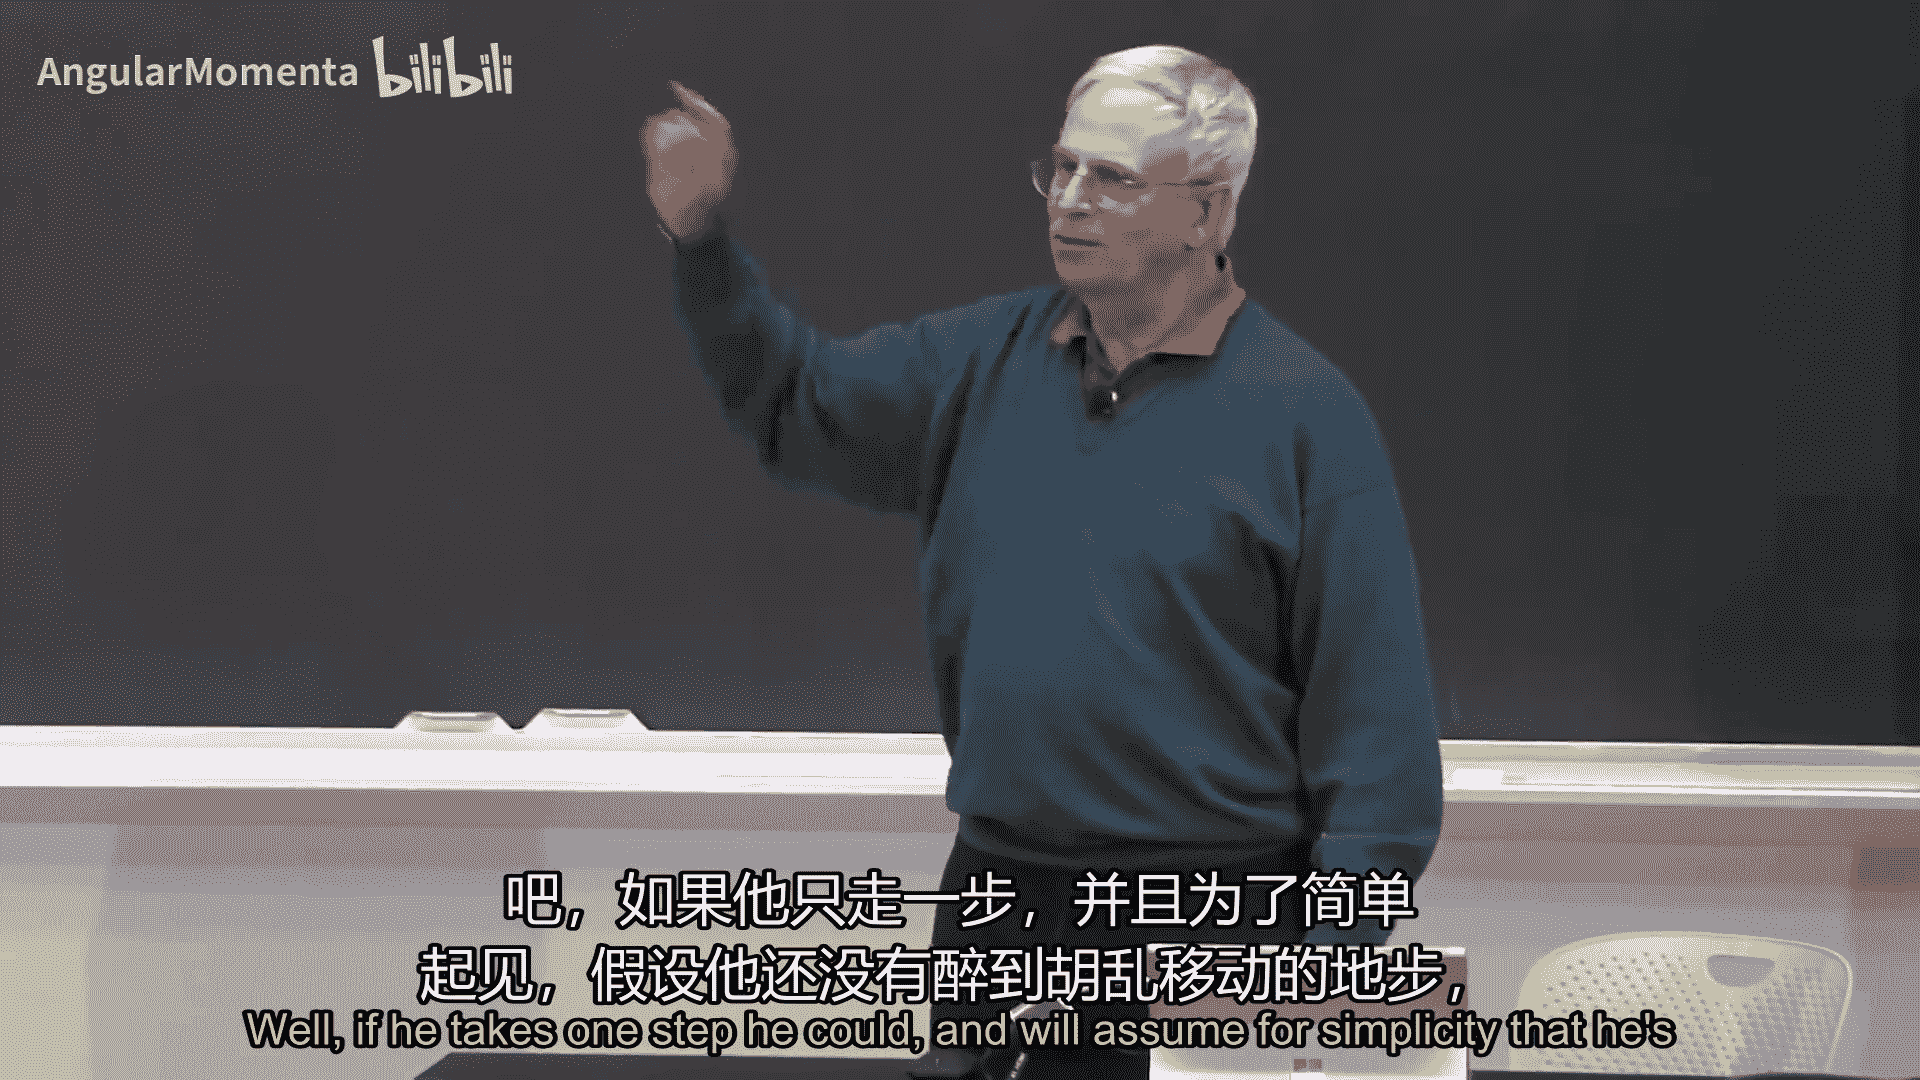 AngularMomenta bilibili
吧，如果他只走一步，并且为了简单
起见，假设他还没有醉到胡乱移动的地步，
Well, if he takes one step he could, and will assume for simplicity that he's